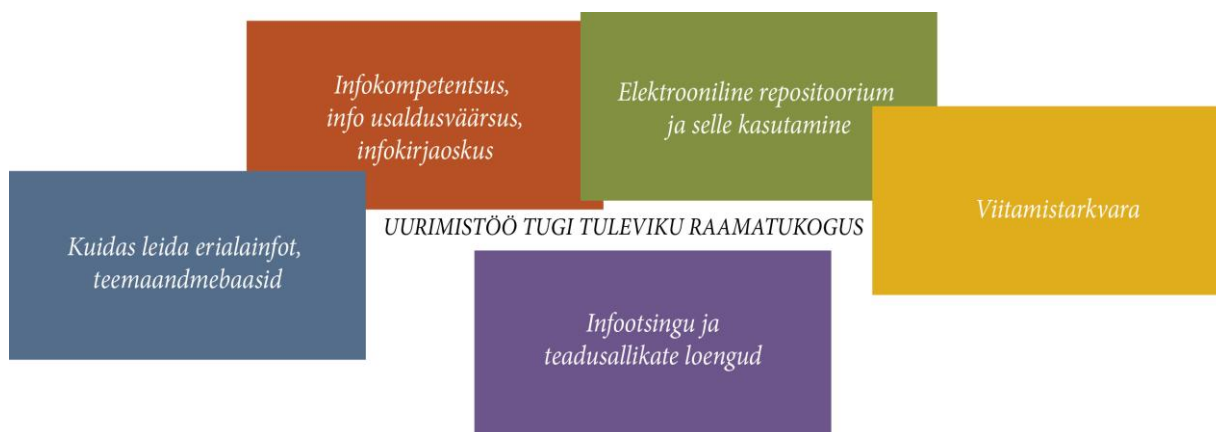 Infokompetentsus,
info usaldusväärsus,
infokirjaoskus
Elektrooniline repositoorium
ja selle kasutamine
Viitamistarkvara
Kuidas leida erialainfot,
teemaandmebaasid
UURIMISTÖÖ TUGI TULEVIKU RAAMATUKOGUS
Infootsingu ja
teadusallikate loengud